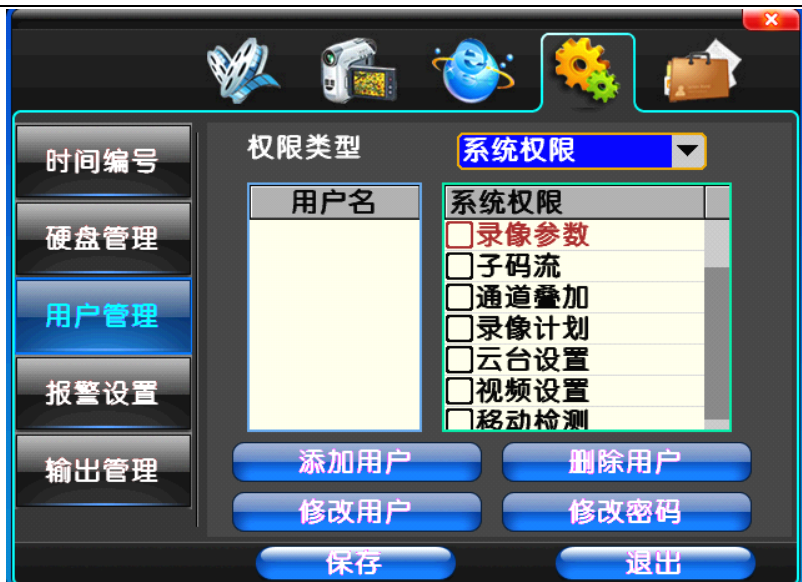 权限类型
系统权限
时间编号
硬盘管理
用户管理
报警设置
输出管理
用户名
系统权限
录像参数
子码流
通道叠加
录像计划
云台设置
视频设置
移动检测
添加用户
删除用户
修改用户
修改密码
保存
退出